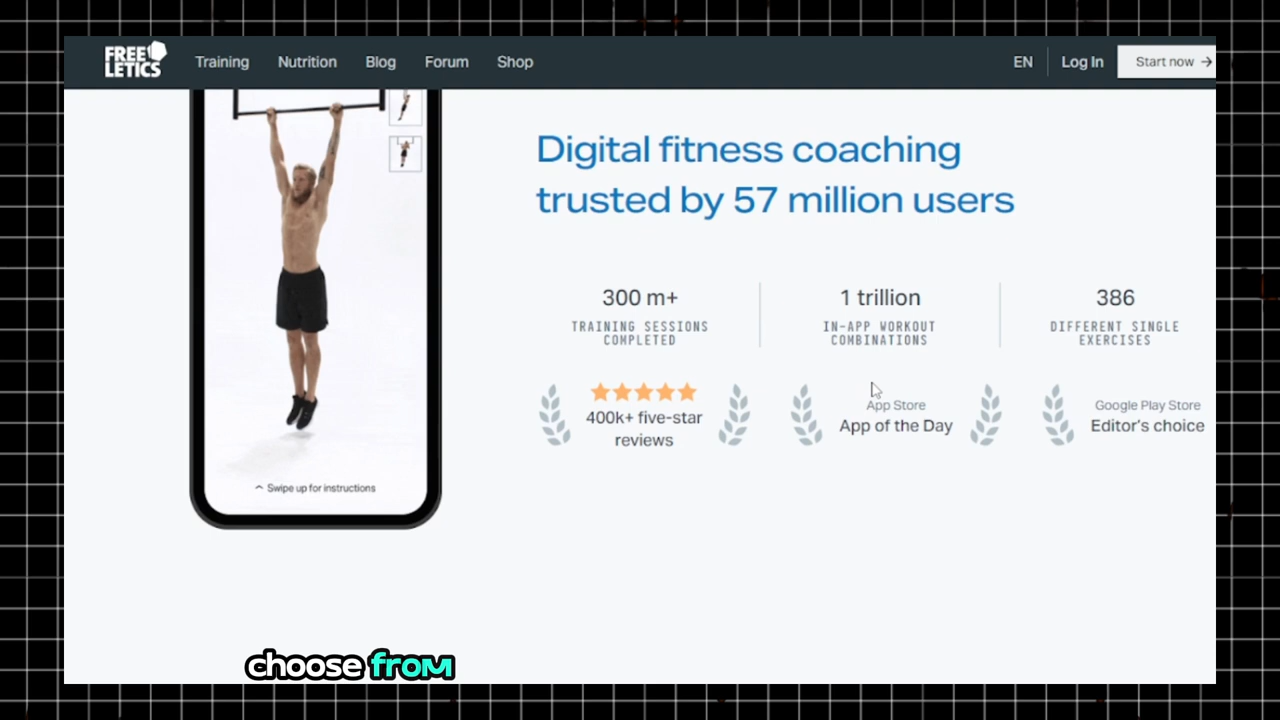 FREE
LETICS
Training Nutrition Blog Forum Shop EN Log In Start now →
Digital fitness coaching
trusted by 57 million users
300 m+
TRAINING SESSIONS
COMPLETED
1 trillion
IN-APP WORKOUT
COMBINATIONS
386
DIFFERENT SINGLE
EXERCISES
400k+ five-star
reviews
App Store
App of the Day
Google Play Store
Editor's choice
Swipe up for instructions
choose from